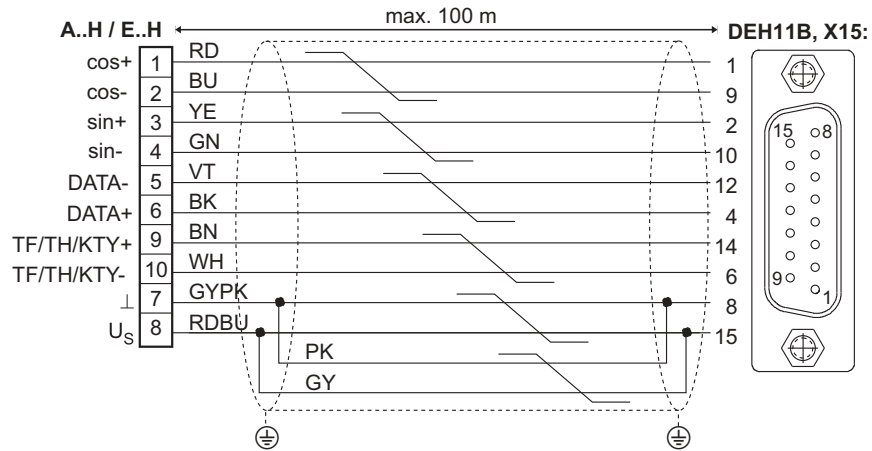 max. 100 m
A..H / E..H
DEH11B, X15:
cos+ 1 RD 1
cos- 2 BU 9
sin+ 3 YE 2
sin- 4 GN 10
DATA- 5 VT 12
DATA+ 6 BK 4
TF/TH/KTY+ 9 BN 14
TF/TH/KTY- 10 WH 6
⊥ 7 GYPK 8
US 8 RDBU 15
PK
GY
15 8
9 1